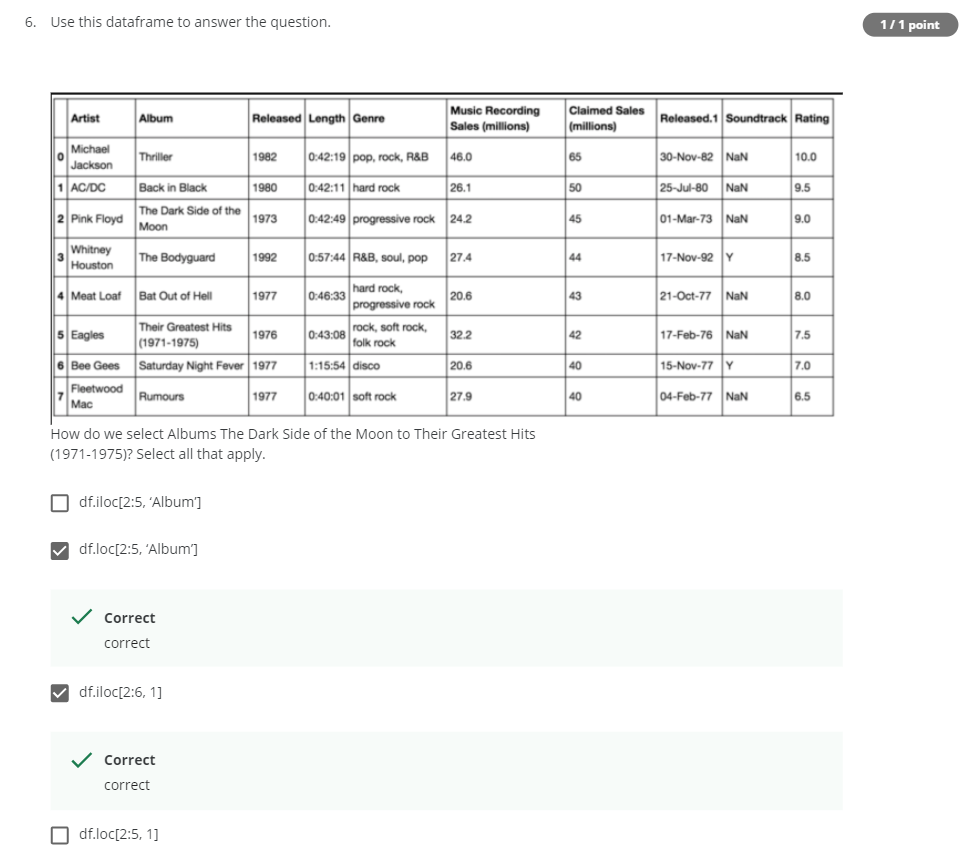 6. Use this dataframe to answer the question.
1 / 1 point
Artist Album Released Length Genre Music Recording Sales (millions) Claimed Sales (millions) Released.1 Soundtrack Rating
0 Michael Jackson Thriller 1982 0:42:19 pop, rock, R&B 46.0 65 30-Nov-82 NaN 10.0
1 AC/DC Back in Black 1980 0:42:11 hard rock 26.1 50 25-Jul-80 NaN 9.5
2 Pink Floyd The Dark Side of the Moon 1973 0:42:49 progressive rock 24.2 45 01-Mar-73 NaN 9.0
3 Whitney Houston The Bodyguard 1992 0:57:44 R&B, soul, pop 27.4 44 17-Nov-92 Y 8.5
4 Meat Loaf Bat Out of Hell 1977 0:46:33 hard rock, progressive rock 20.6 43 21-Oct-77 NaN 8.0
5 Eagles Their Greatest Hits (1971-1975) 1976 0:43:08 rock, soft rock, folk rock 32.2 42 17-Feb-76 NaN 7.5
6 Bee Gees Saturday Night Fever 1977 1:15:54 disco 20.6 40 15-Nov-77 Y 7.0
7 Fleetwood Mac Rumours 1977 0:40:01 soft rock 27.9 40 04-Feb-77 NaN 6.5
How do we select Albums The Dark Side of the Moon to Their Greatest Hits
(1971-1975)? Select all that apply.
df.iloc[2:5, ‘Album’]
df.loc[2:5, ‘Album’]
Correct
correct
df.iloc[2:6, 1]
Correct
correct
df.loc[2:5, 1]